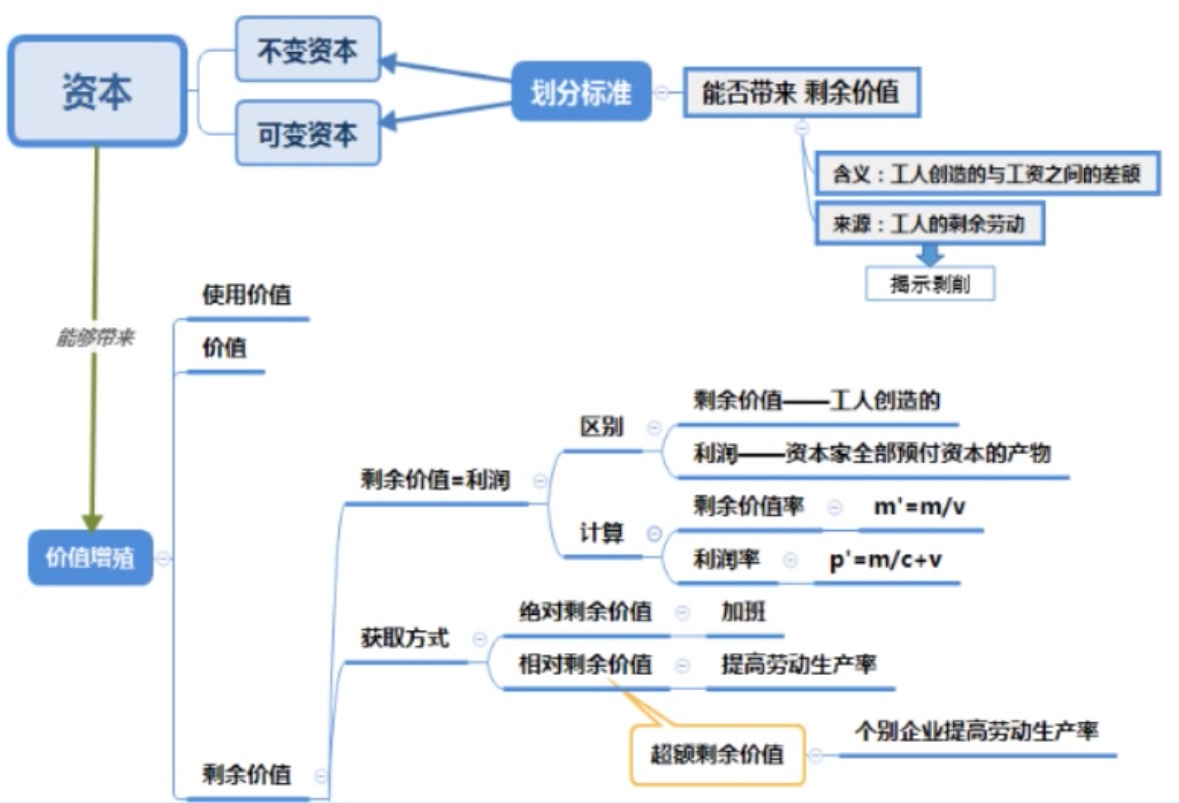 资本
不变资本
可变资本
划分标准
能否带来 剩余价值
含义：工人创造的与工资之间的差额
来源：工人的剩余劳动
揭示剥削
能够带来
价值增殖
使用价值
价值
剩余价值
剩余价值=利润
区别
剩余价值——工人创造的
利润——资本家全部预付资本的产物
计算
剩余价值率
m'=m/v
利润率
p'=m/c+v
获取方式
绝对剩余价值
加班
相对剩余价值
提高劳动生产率
超额剩余价值
个别企业提高劳动生产率